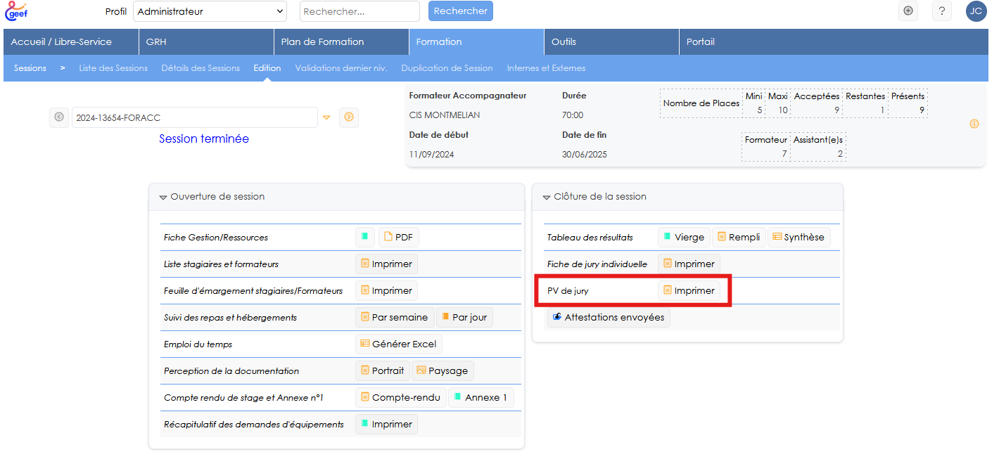 geef Profil Administrateur Rechercher... Rechercher ? JC
Accueil / Libre-Service GRH Plan de Formation Formation Outils Portail
Sessions > Liste des Sessions Détails des Sessions Edition Validations dernier niv. Duplication de Session Internes et Externes
2024-13654-FORACC
Session terminée
Formateur Accompagnateur Durée
CIS MONTMELIAN 70:00
Date de début Date de fin
11/09/2024 30/06/2025
Nombre de Places Mini Maxi Acceptées Restantes Présents
5 10 9 1 9
Formateur Assistant(e)s
7 2
Ouverture de session
Fiche Gestion/Ressources PDF
Liste stagiaires et formateurs Imprimer
Feuille d'émargement stagiaires/Formateurs Imprimer
Suivi des repas et hébergements Par semaine Par jour
Emploi du temps Générer Excel
Perception de la documentation Portrait Paysage
Compte rendu de stage et Annexe n°1 Compte-rendu Annexe 1
Récapitulatif des demandes d'équipements Imprimer
Clôture de la session
Tableau des résultats Vierge Rempli Synthèse
Fiche de jury individuelle Imprimer
PV de jury Imprimer
Attestations envoyées